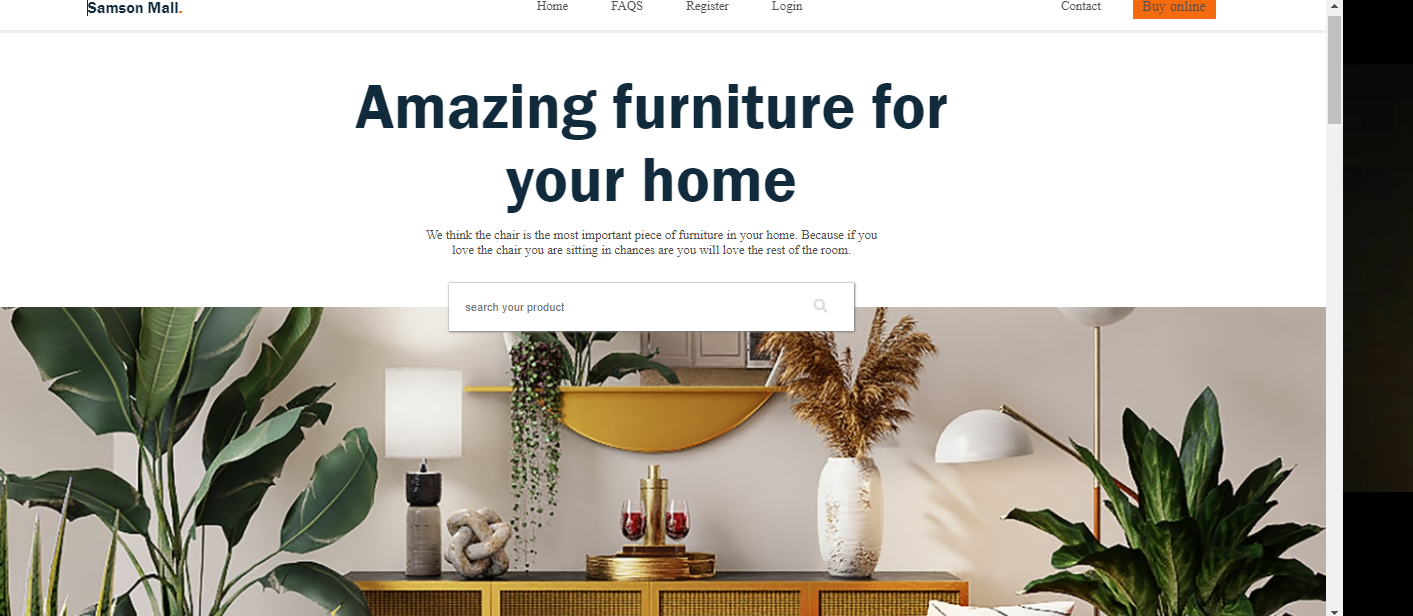 Samson Mall.
Home FAQS Register Login Contact Buy online
Amazing furniture for
your home
We think the chair is the most important piece of furniture in your home. Because if you
love the chair you are sitting in chances are you will love the rest of the room.
search your product